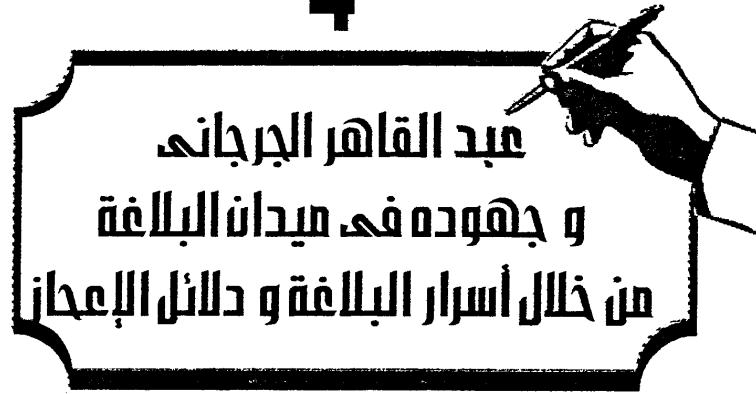 عبد القاهر الجرجانى
و جهوده فى ميدان البلاغة
من خلال أسرار البلاغة و دلائل الإعجاز